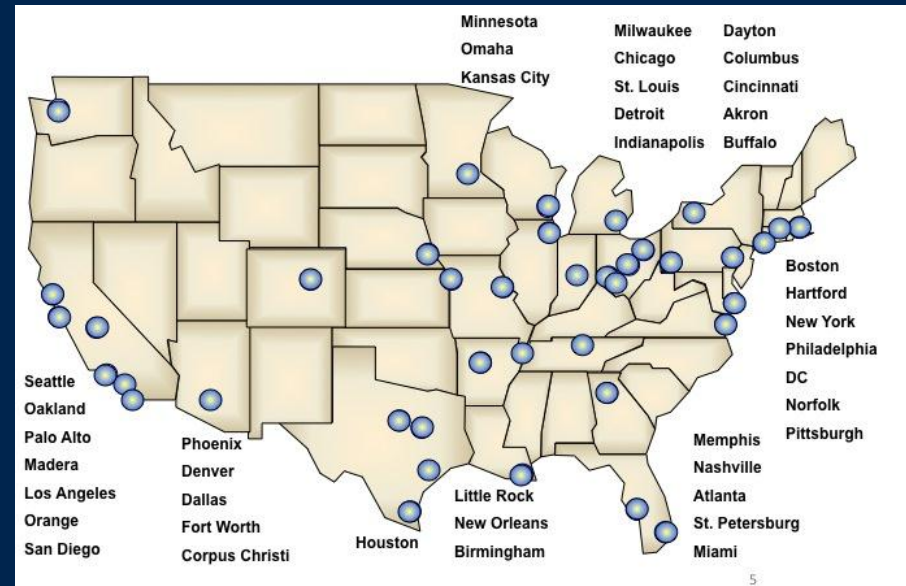 Minnesota
Omaha
Kansas City
Milwaukee
Chicago
St. Louis
Detroit
Indianapolis
Dayton
Columbus
Cincinnati
Akron
Buffalo
Boston
Hartford
New York
Philadelphia
DC
Norfolk
Pittsburgh
Seattle
Oakland
Palo Alto
Madera
Los Angeles
Orange
San Diego
Phoenix
Denver
Dallas
Fort Worth
Corpus Christi
Houston
Little Rock
New Orleans
Birmingham
Memphis
Nashville
Atlanta
St. Petersburg
Miami
5